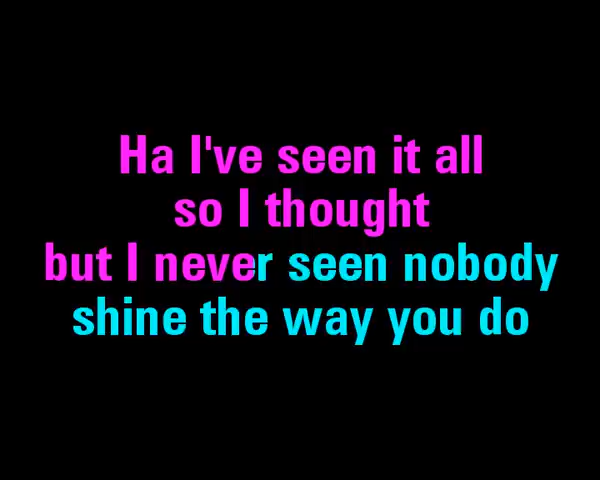 Ha I've seen it all
so I thought
but I never seen nobody
shine the way you do